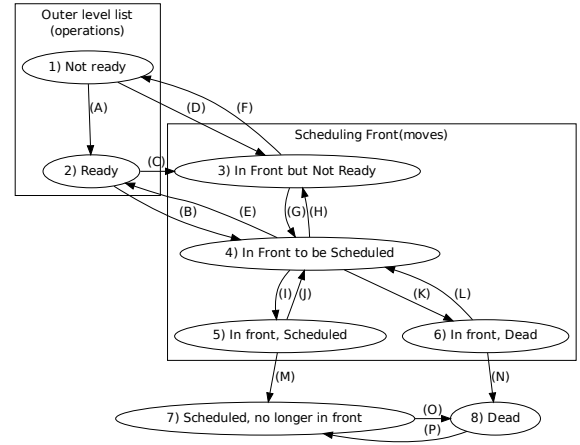 Outer level list
(operations)
1) Not ready
(A)
(D)
(F)
Scheduling Front(moves)
2) Ready
(C)
3) In Front but Not Ready
(B)
(E)
(G)
(H)
4) In Front to be Scheduled
(I)
(J)
(K)
(L)
5) In front, Scheduled
6) In front, Dead
(M)
(N)
7) Scheduled, no longer in front
(O)
(P)
8) Dead